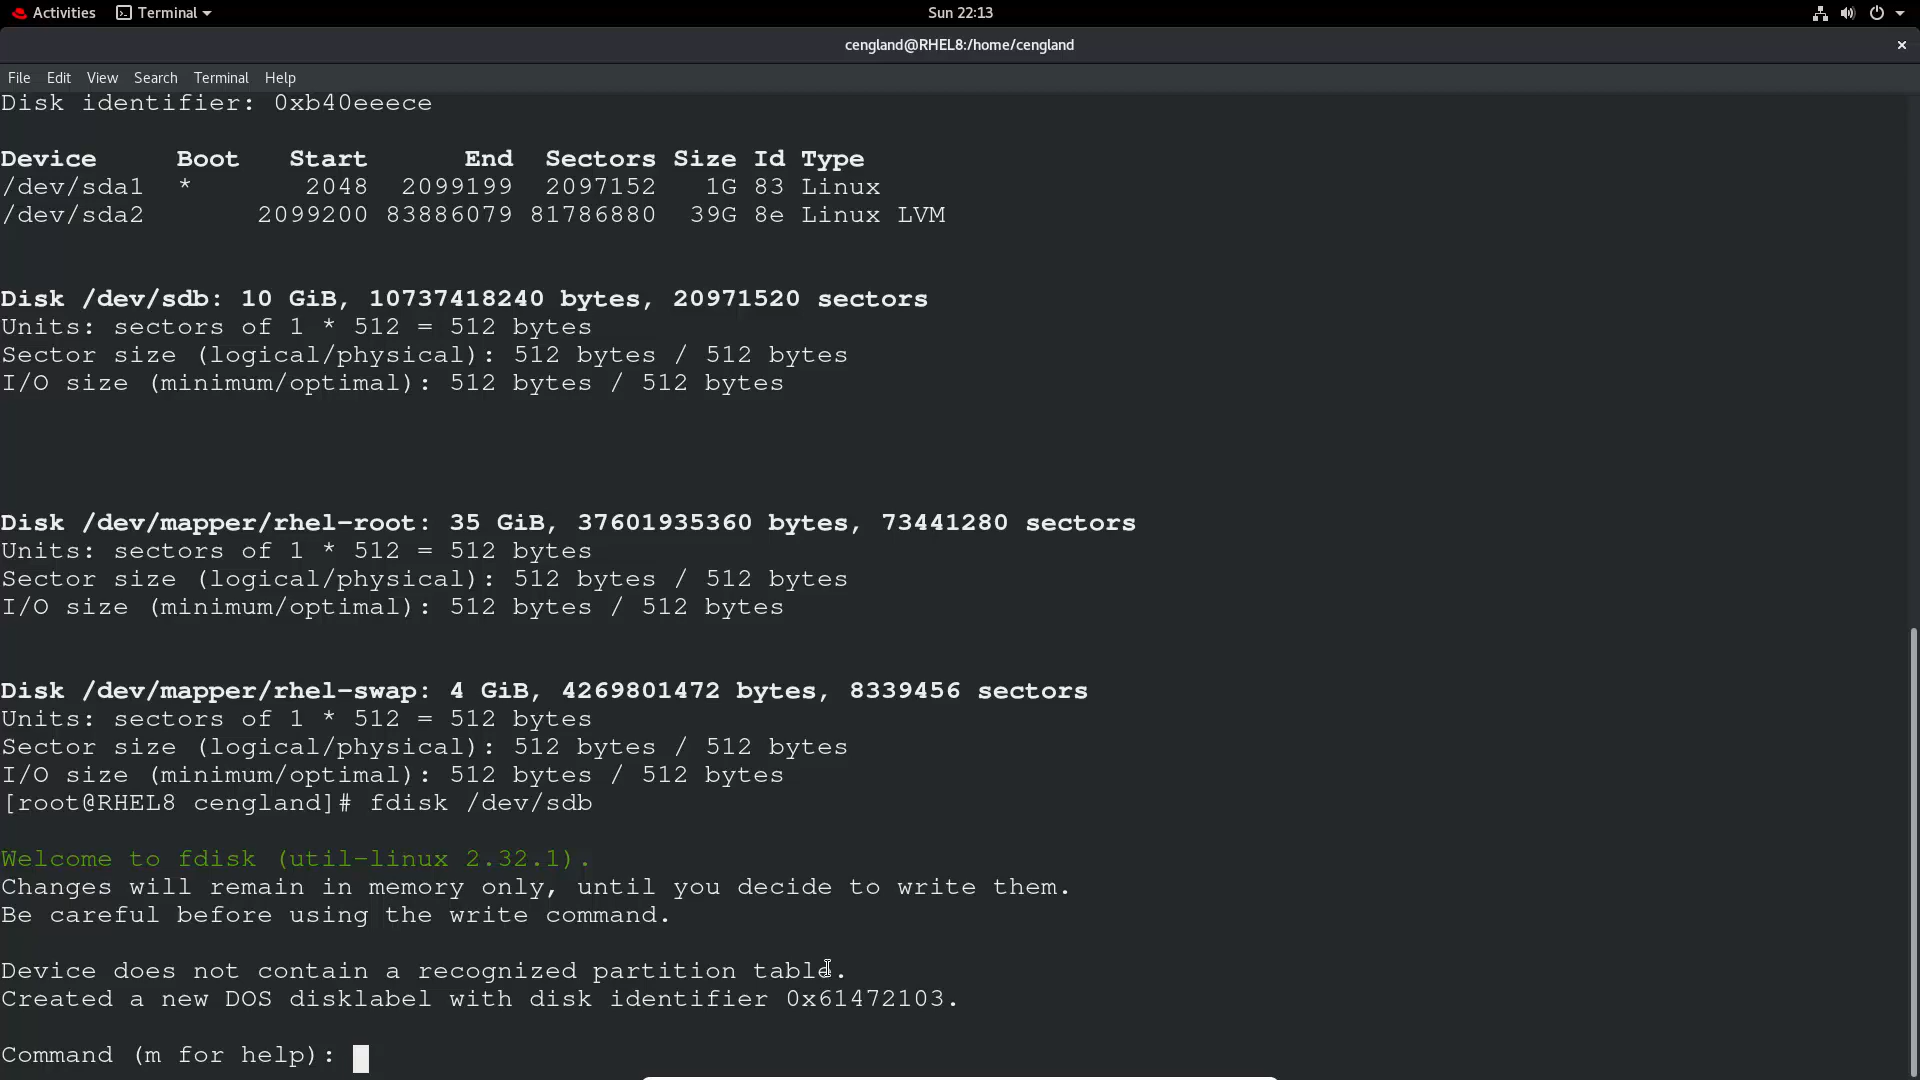 Activities Terminal Sun 22:13
cengland@RHEL8:/home/cengland ×
File Edit View Search Terminal Help
Disk identifier: 0xb40eeece
Device Boot Start End Sectors Size Id Type
/dev/sda1 * 2048 2099199 2097152 1G 83 Linux
/dev/sda2 2099200 83886079 81786880 39G 8e Linux LVM
Disk /dev/sdb: 10 GiB, 10737418240 bytes, 20971520 sectors
Units: sectors of 1 * 512 = 512 bytes
Sector size (logical/physical): 512 bytes / 512 bytes
I/O size (minimum/optimal): 512 bytes / 512 bytes
Disk /dev/mapper/rhel-root: 35 GiB, 37601935360 bytes, 73441280 sectors
Units: sectors of 1 * 512 = 512 bytes
Sector size (logical/physical): 512 bytes / 512 bytes
I/O size (minimum/optimal): 512 bytes / 512 bytes
Disk /dev/mapper/rhel-swap: 4 GiB, 4269801472 bytes, 8339456 sectors
Units: sectors of 1 * 512 = 512 bytes
Sector size (logical/physical): 512 bytes / 512 bytes
I/O size (minimum/optimal): 512 bytes / 512 bytes
[root@RHEL8 cengland]# fdisk /dev/sdb
Welcome to fdisk (util-linux 2.32.1).
Changes will remain in memory only, until you decide to write them.
Be careful before using the write command.
Device does not contain a recognized partition table.
Created a new DOS disklabel with disk identifier 0x61472103.
Command (m for help):